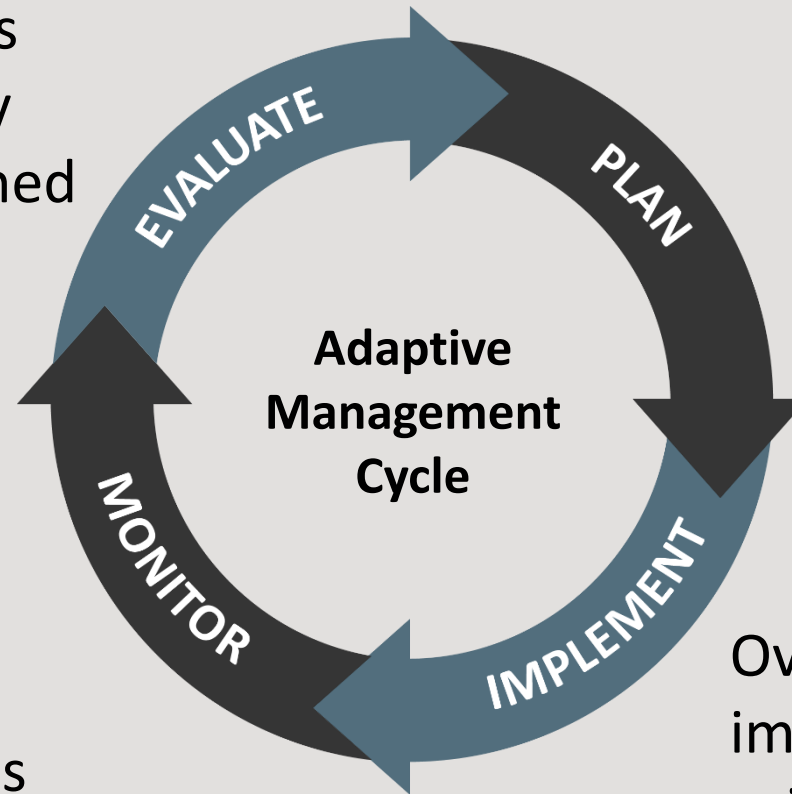 EVALUATE
PLAN
Adaptive
Management
Cycle
MONITOR
IMPLEMENT